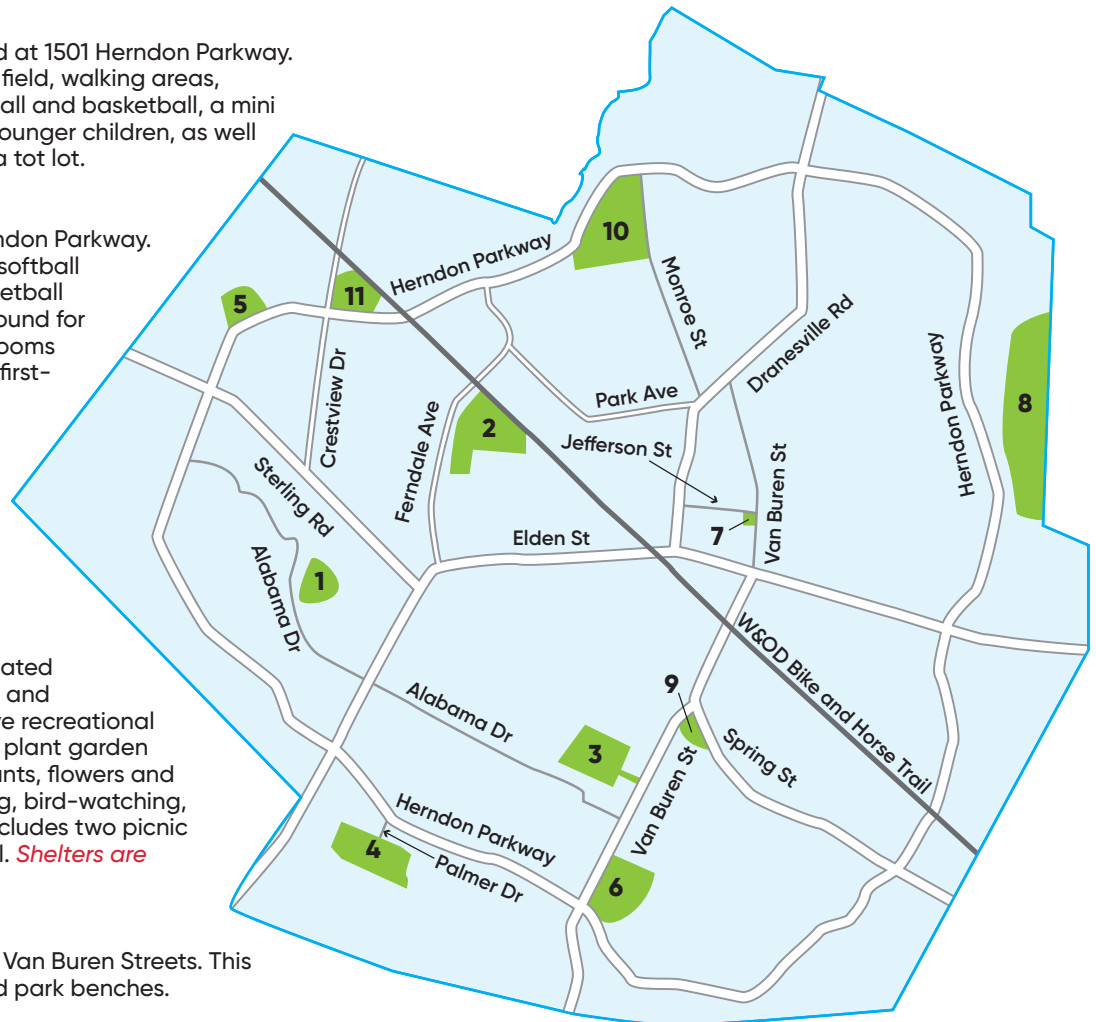 d at 1501 Herndon Parkway.
field, walking areas,
all and basketball, a mini
ounger children, as well
a tot lot.
ndon Parkway.
softball
etball
ound for
ooms
first-
ated
and
e recreational
plant garden
ants, flowers and
g, bird-watching,
cludes two picnic
l. Shelters are
Van Buren Streets. This
d park benches.
10
Herndon Parkway
11
5
Monroe St
Dranesville Rd
Herndon Parkway
8
Crestview Dr
Park Ave
Ferndale Ave
2
Jefferson St
Sterling Rd
Van Buren St
7
Elden St
Alabama Dr
1
W&OD Bike and Horse Trail
9
Alabama Dr
3
Spring St
Van Buren St
Herndon Parkway
4
Palmer Dr
6